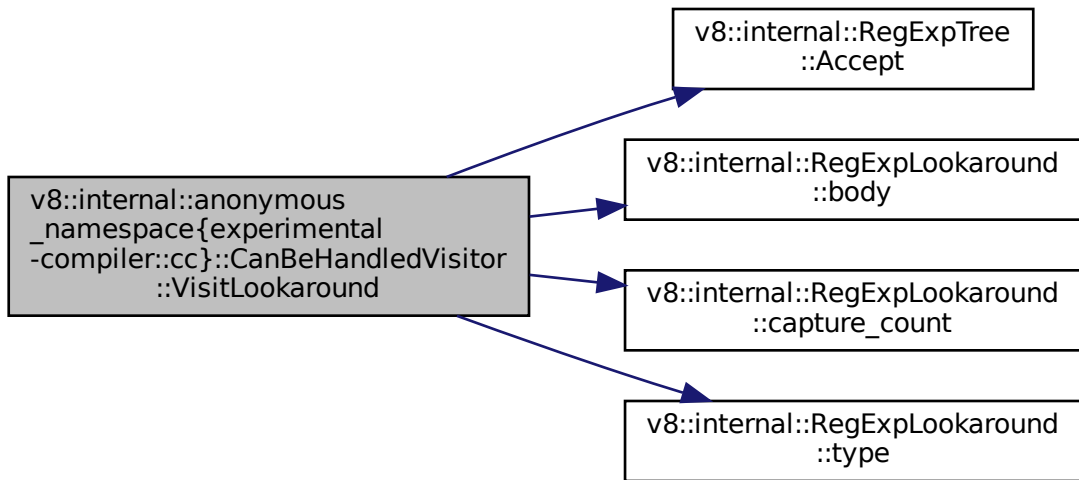 v8::internal::RegExpTree
::Accept
v8::internal::RegExpLookaround
::body
v8::internal::anonymous
_namespace{experimental
-compiler::cc}::CanBeHandledVisitor
::VisitLookaround
v8::internal::RegExpLookaround
::capture_count
v8::internal::RegExpLookaround
::type